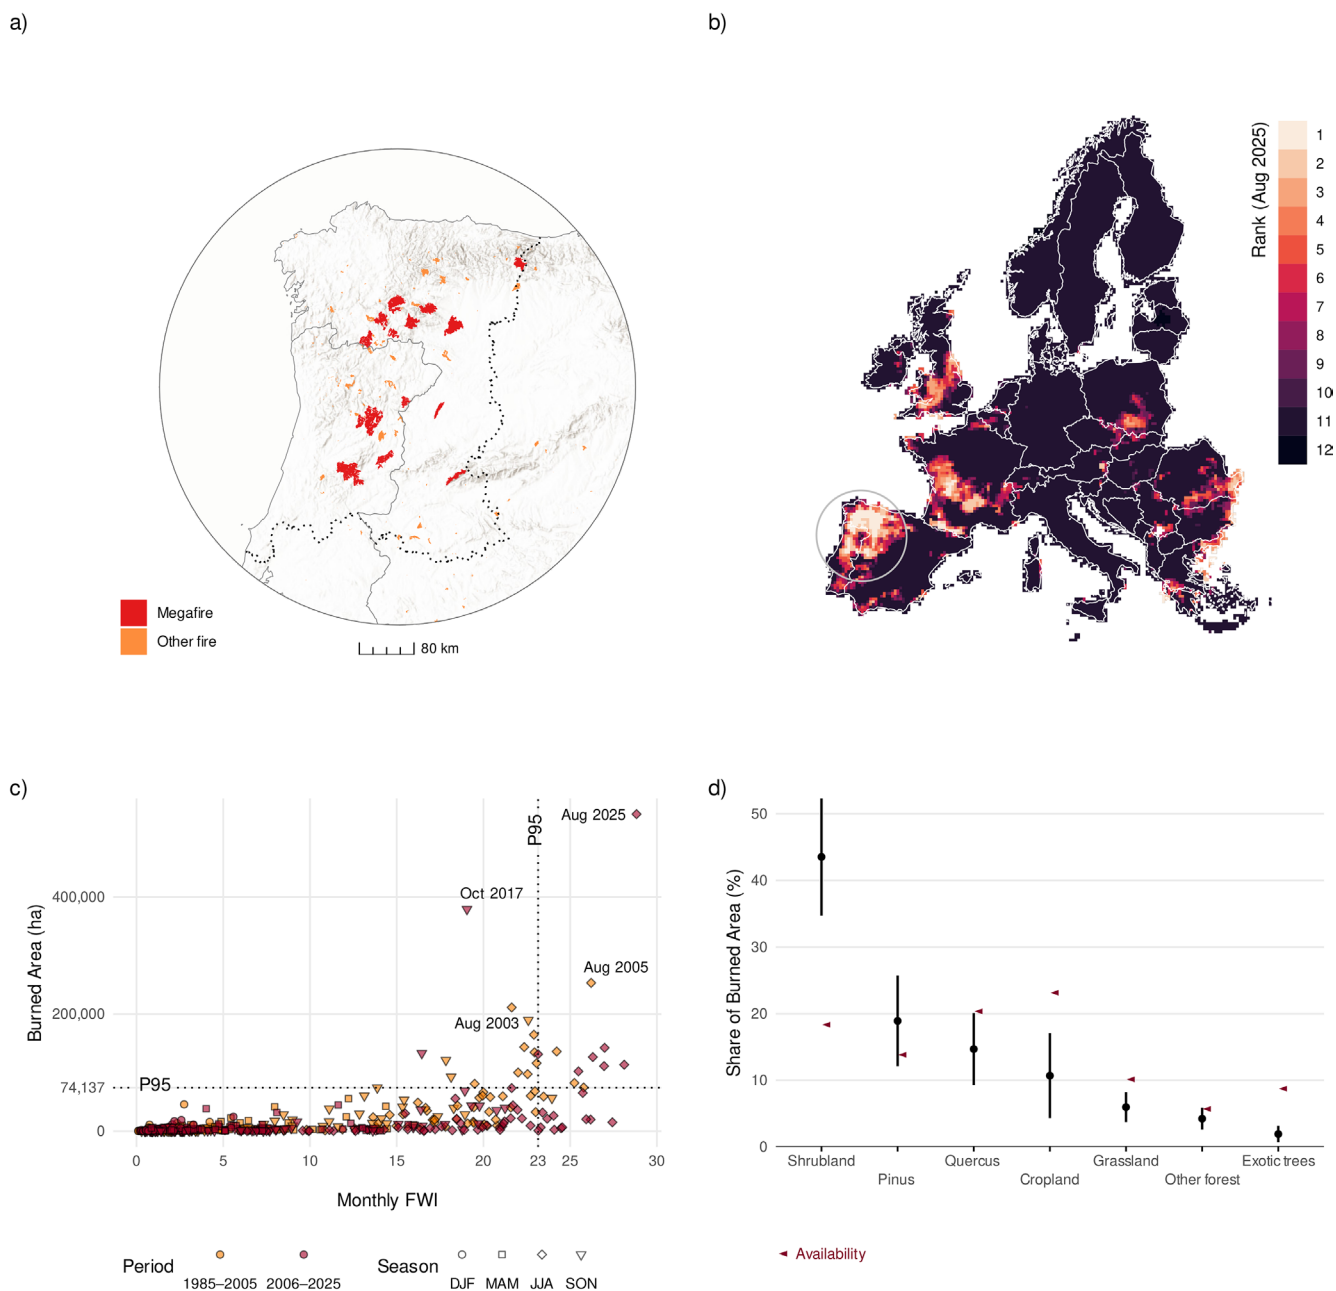 a)
Megafire
Other fire
80 km
b)
Rank (Aug 2025)
1
2
3
4
5
6
7
8
9
10
11
12
c)
Burned Area (ha)
400,000
200,000
74,137
0
P95
P95
Aug 2025
Oct 2017
Aug 2005
Aug 2003
0 5 10 15 20 23 25 30
Monthly FWI
Period
1985–2005 2006–2025
Season
DJF MAM JJA SON
d)
Share of Burned Area (%)
50
40
30
20
10
0
Shrubland Quercus Grassland Exotic trees
Pinus Cropland Other forest
Availability